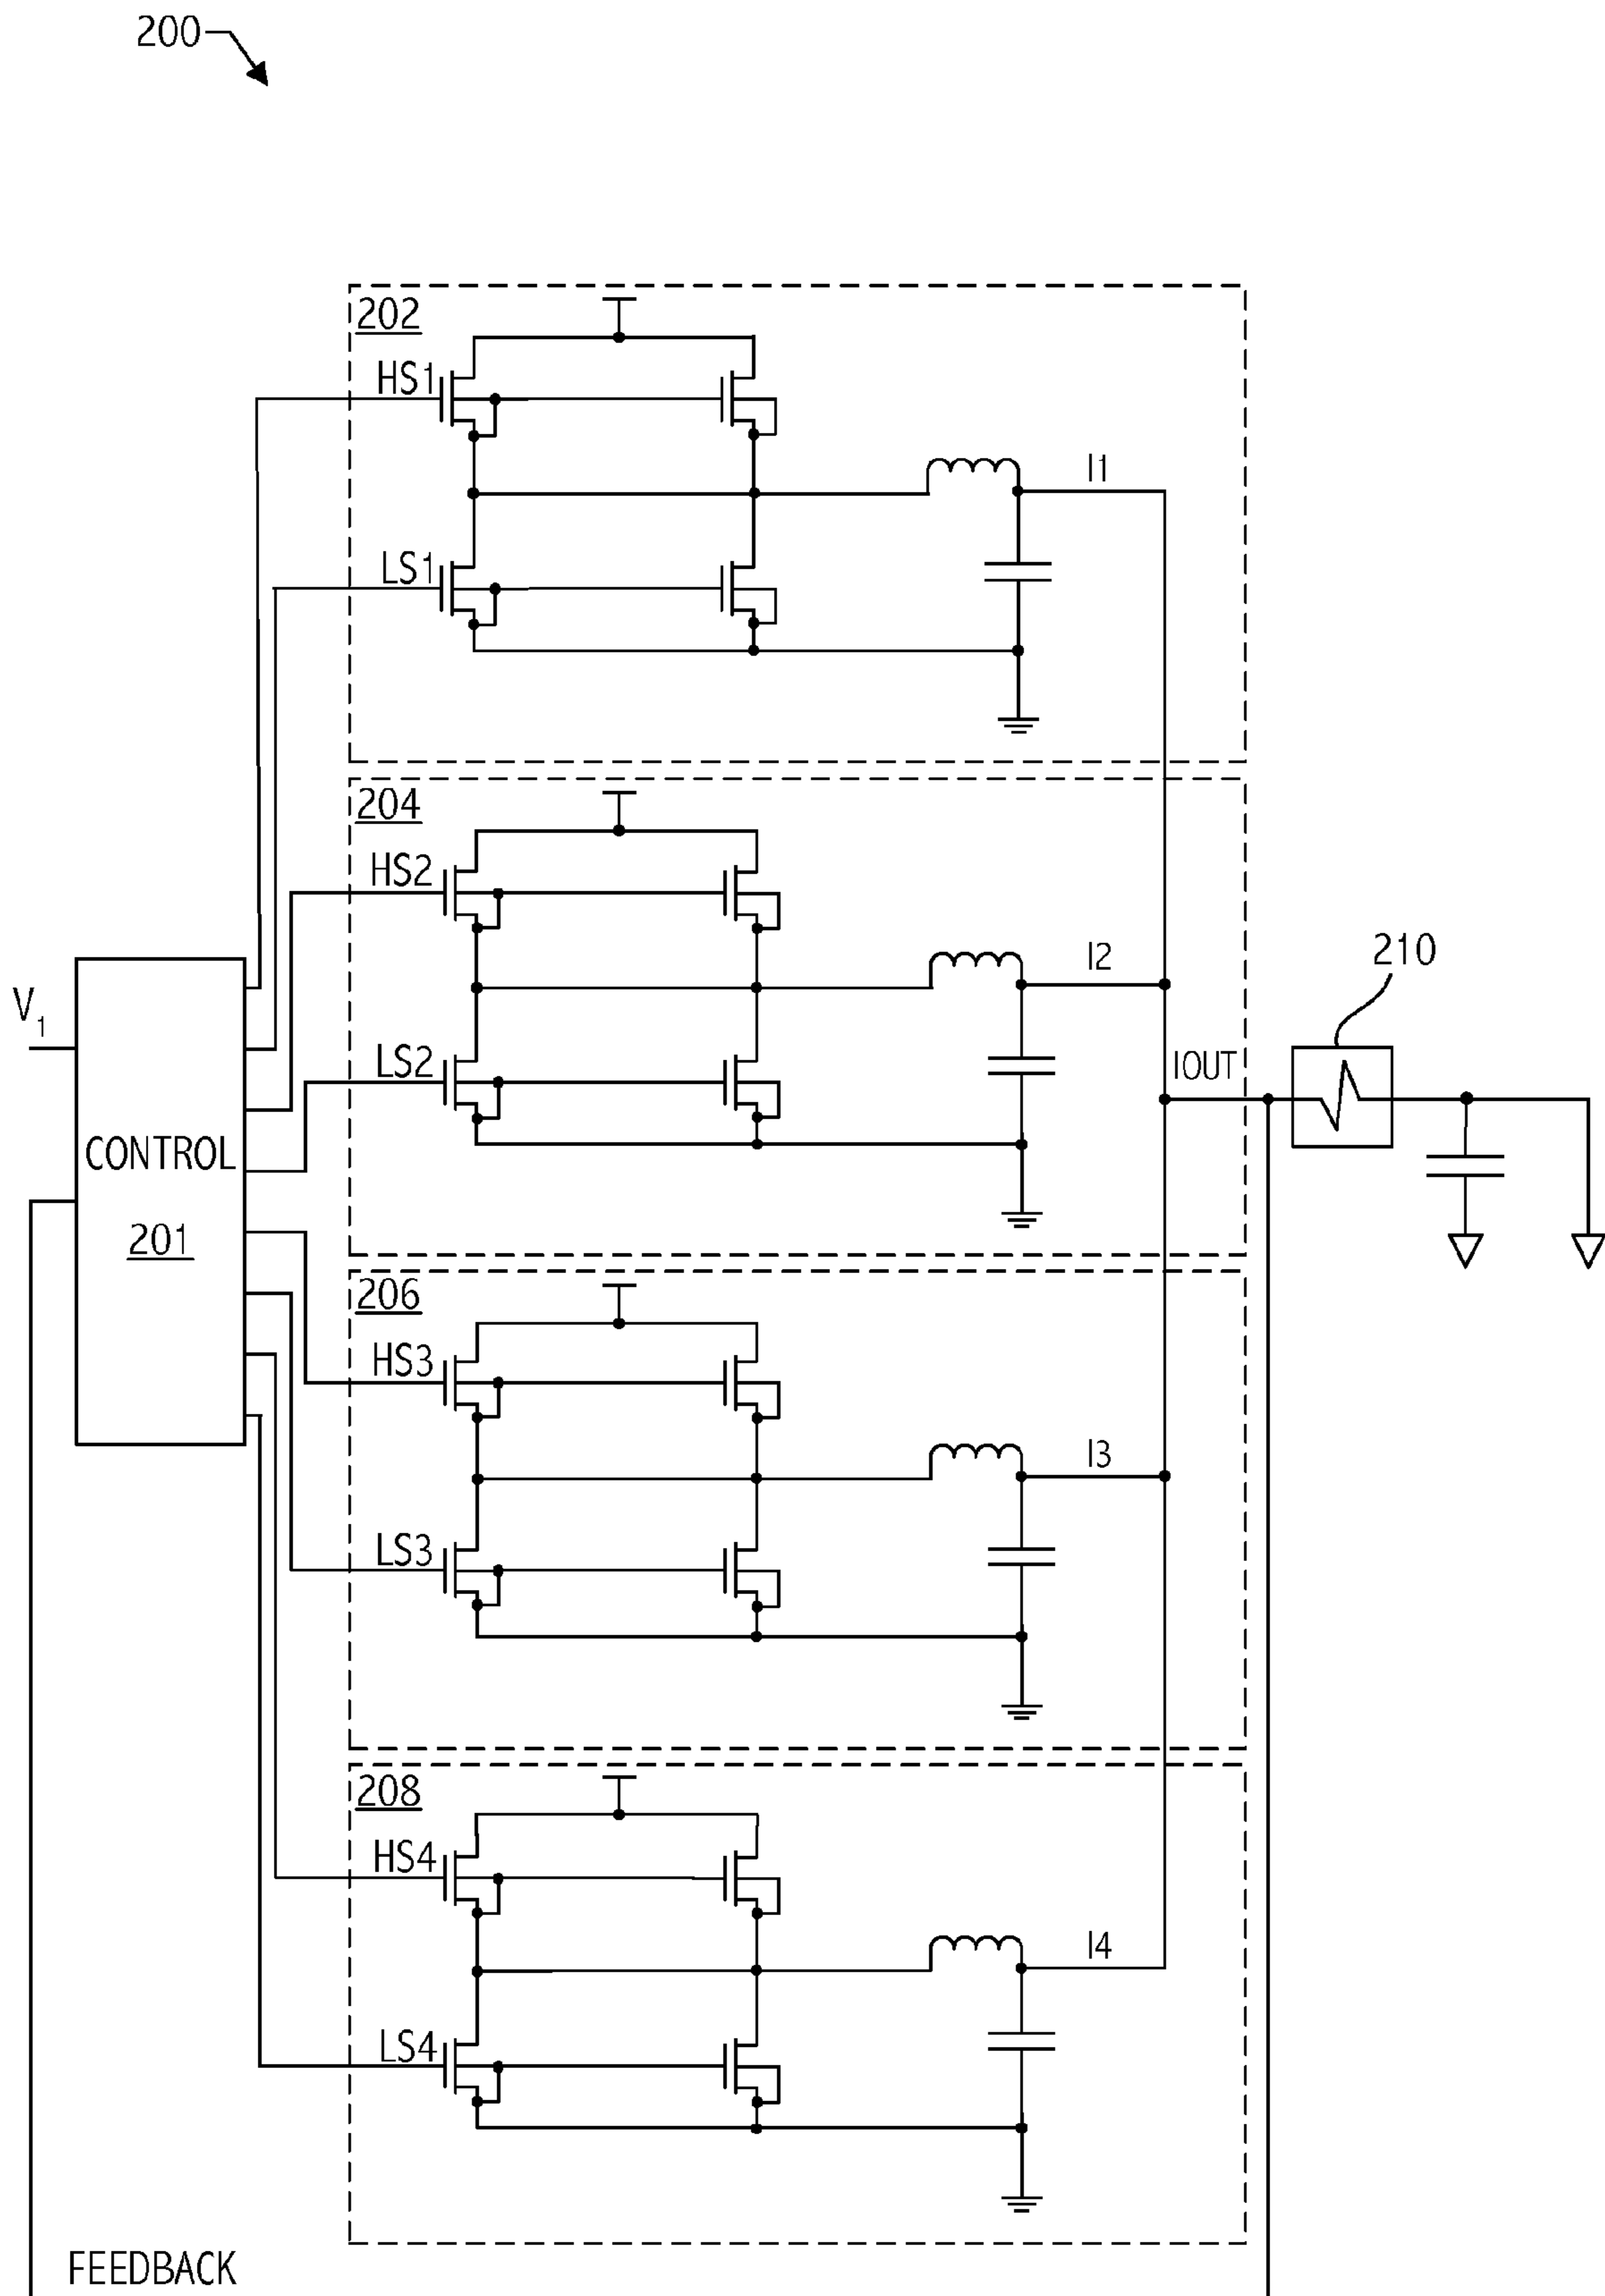 200
202
HS1
I1
LS1
204
HS2
210
I2
V1
LS2
IOUT
CONTROL
201
206
HS3
I3
LS3
208
HS4
I4
LS4
FEEDBACK